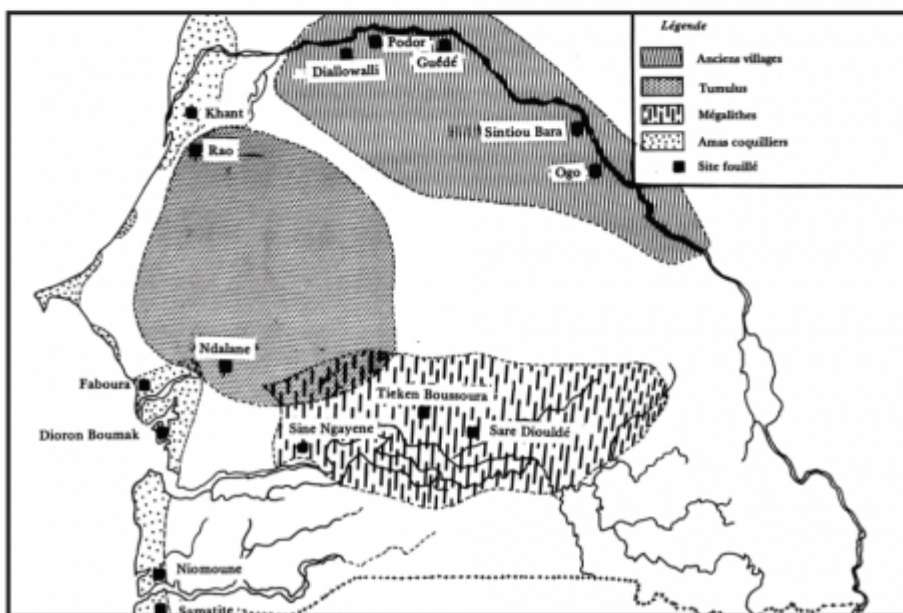 Légende
Anciens villages
Tumulus
Mégalithes
Amas coquilliers
Site fouillé
Podor
Diallowalli
Guédé
Khant
Sintiou Bara
Rao
Ogo
Ndalane
Faboura
Tieken Boussoura
Dioron Boumak
Sine Ngayene
Sare Diouldé
Niomoune
Samatite